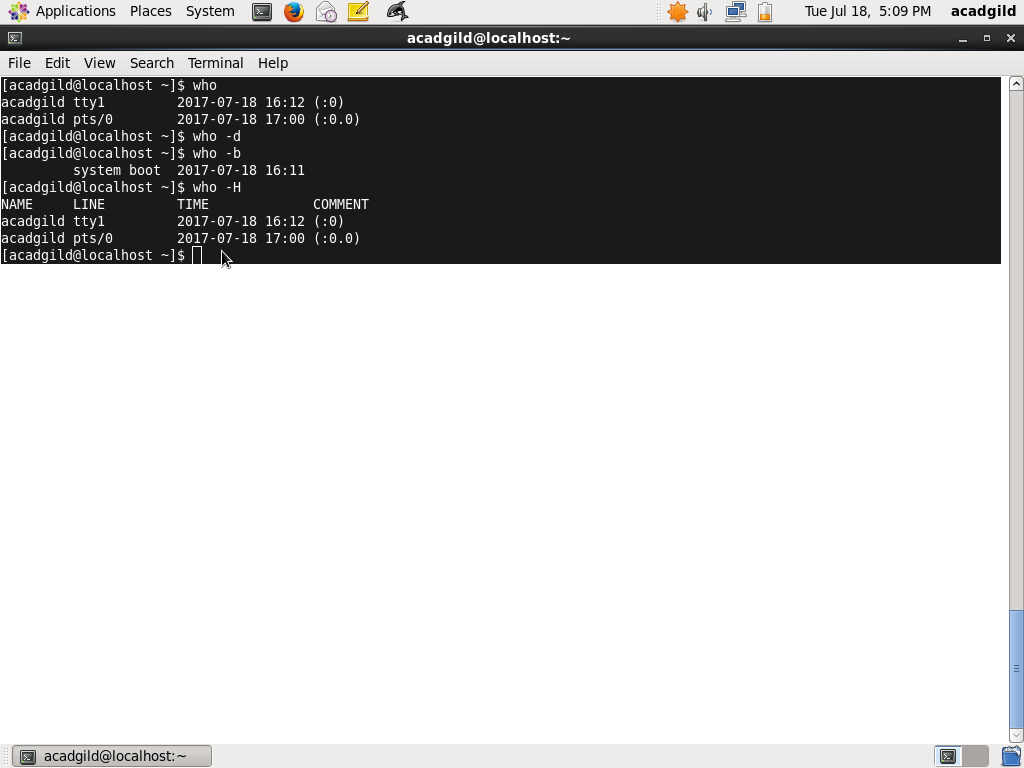 Applications Places System Tue Jul 18, 5:09 PM acadgild
acadgild@localhost:~
File Edit View Search Terminal Help
[acadgild@localhost ~]$ who
acadgild tty1         2017-07-18 16:12 (:0)
acadgild pts/0        2017-07-18 17:00 (:0.0)
[acadgild@localhost ~]$ who -d
[acadgild@localhost ~]$ who -b
         system boot  2017-07-18 16:11
[acadgild@localhost ~]$ who -H
NAME     LINE         TIME             COMMENT
acadgild tty1         2017-07-18 16:12 (:0)
acadgild pts/0        2017-07-18 17:00 (:0.0)
[acadgild@localhost ~]$
acadgild@localhost:~